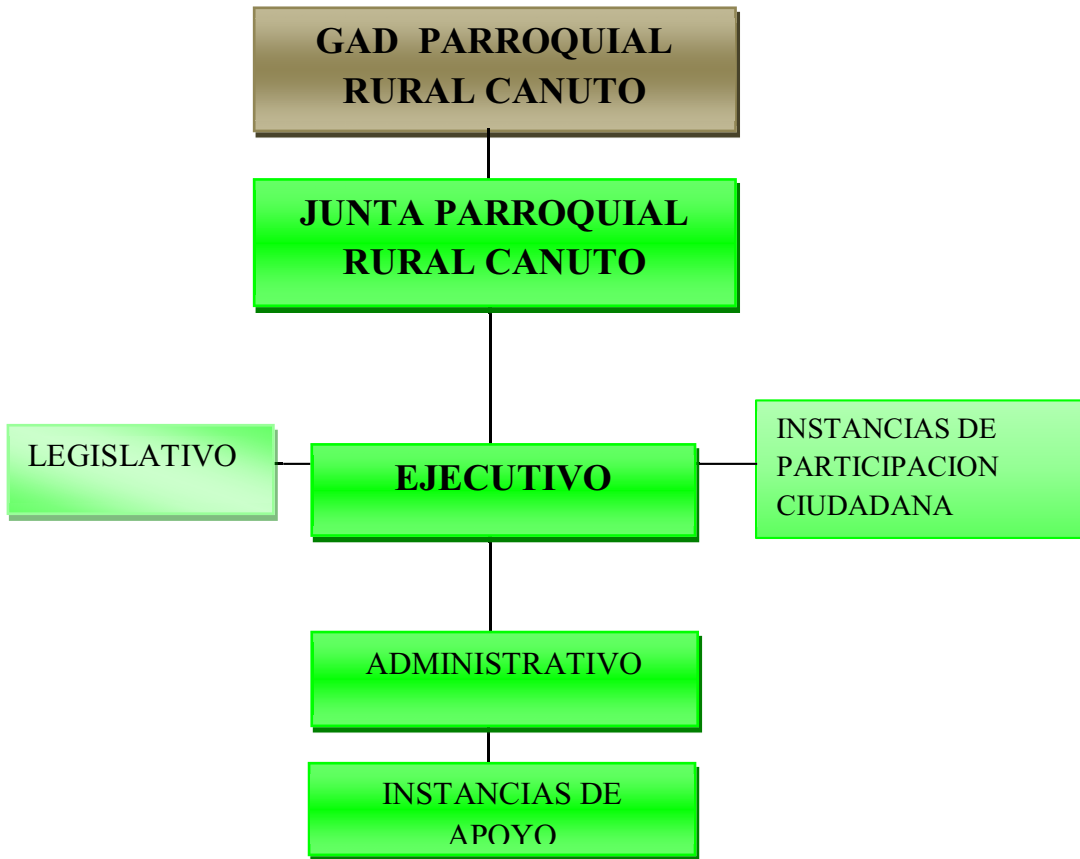 GAD PARROQUIAL
RURAL CANUTO
JUNTA PARROQUIAL
RURAL CANUTO
LEGISLATIVO
EJECUTIVO
INSTANCIAS DE
PARTICIPACION
CIUDADANA
ADMINISTRATIVO
INSTANCIAS DE
APOYO